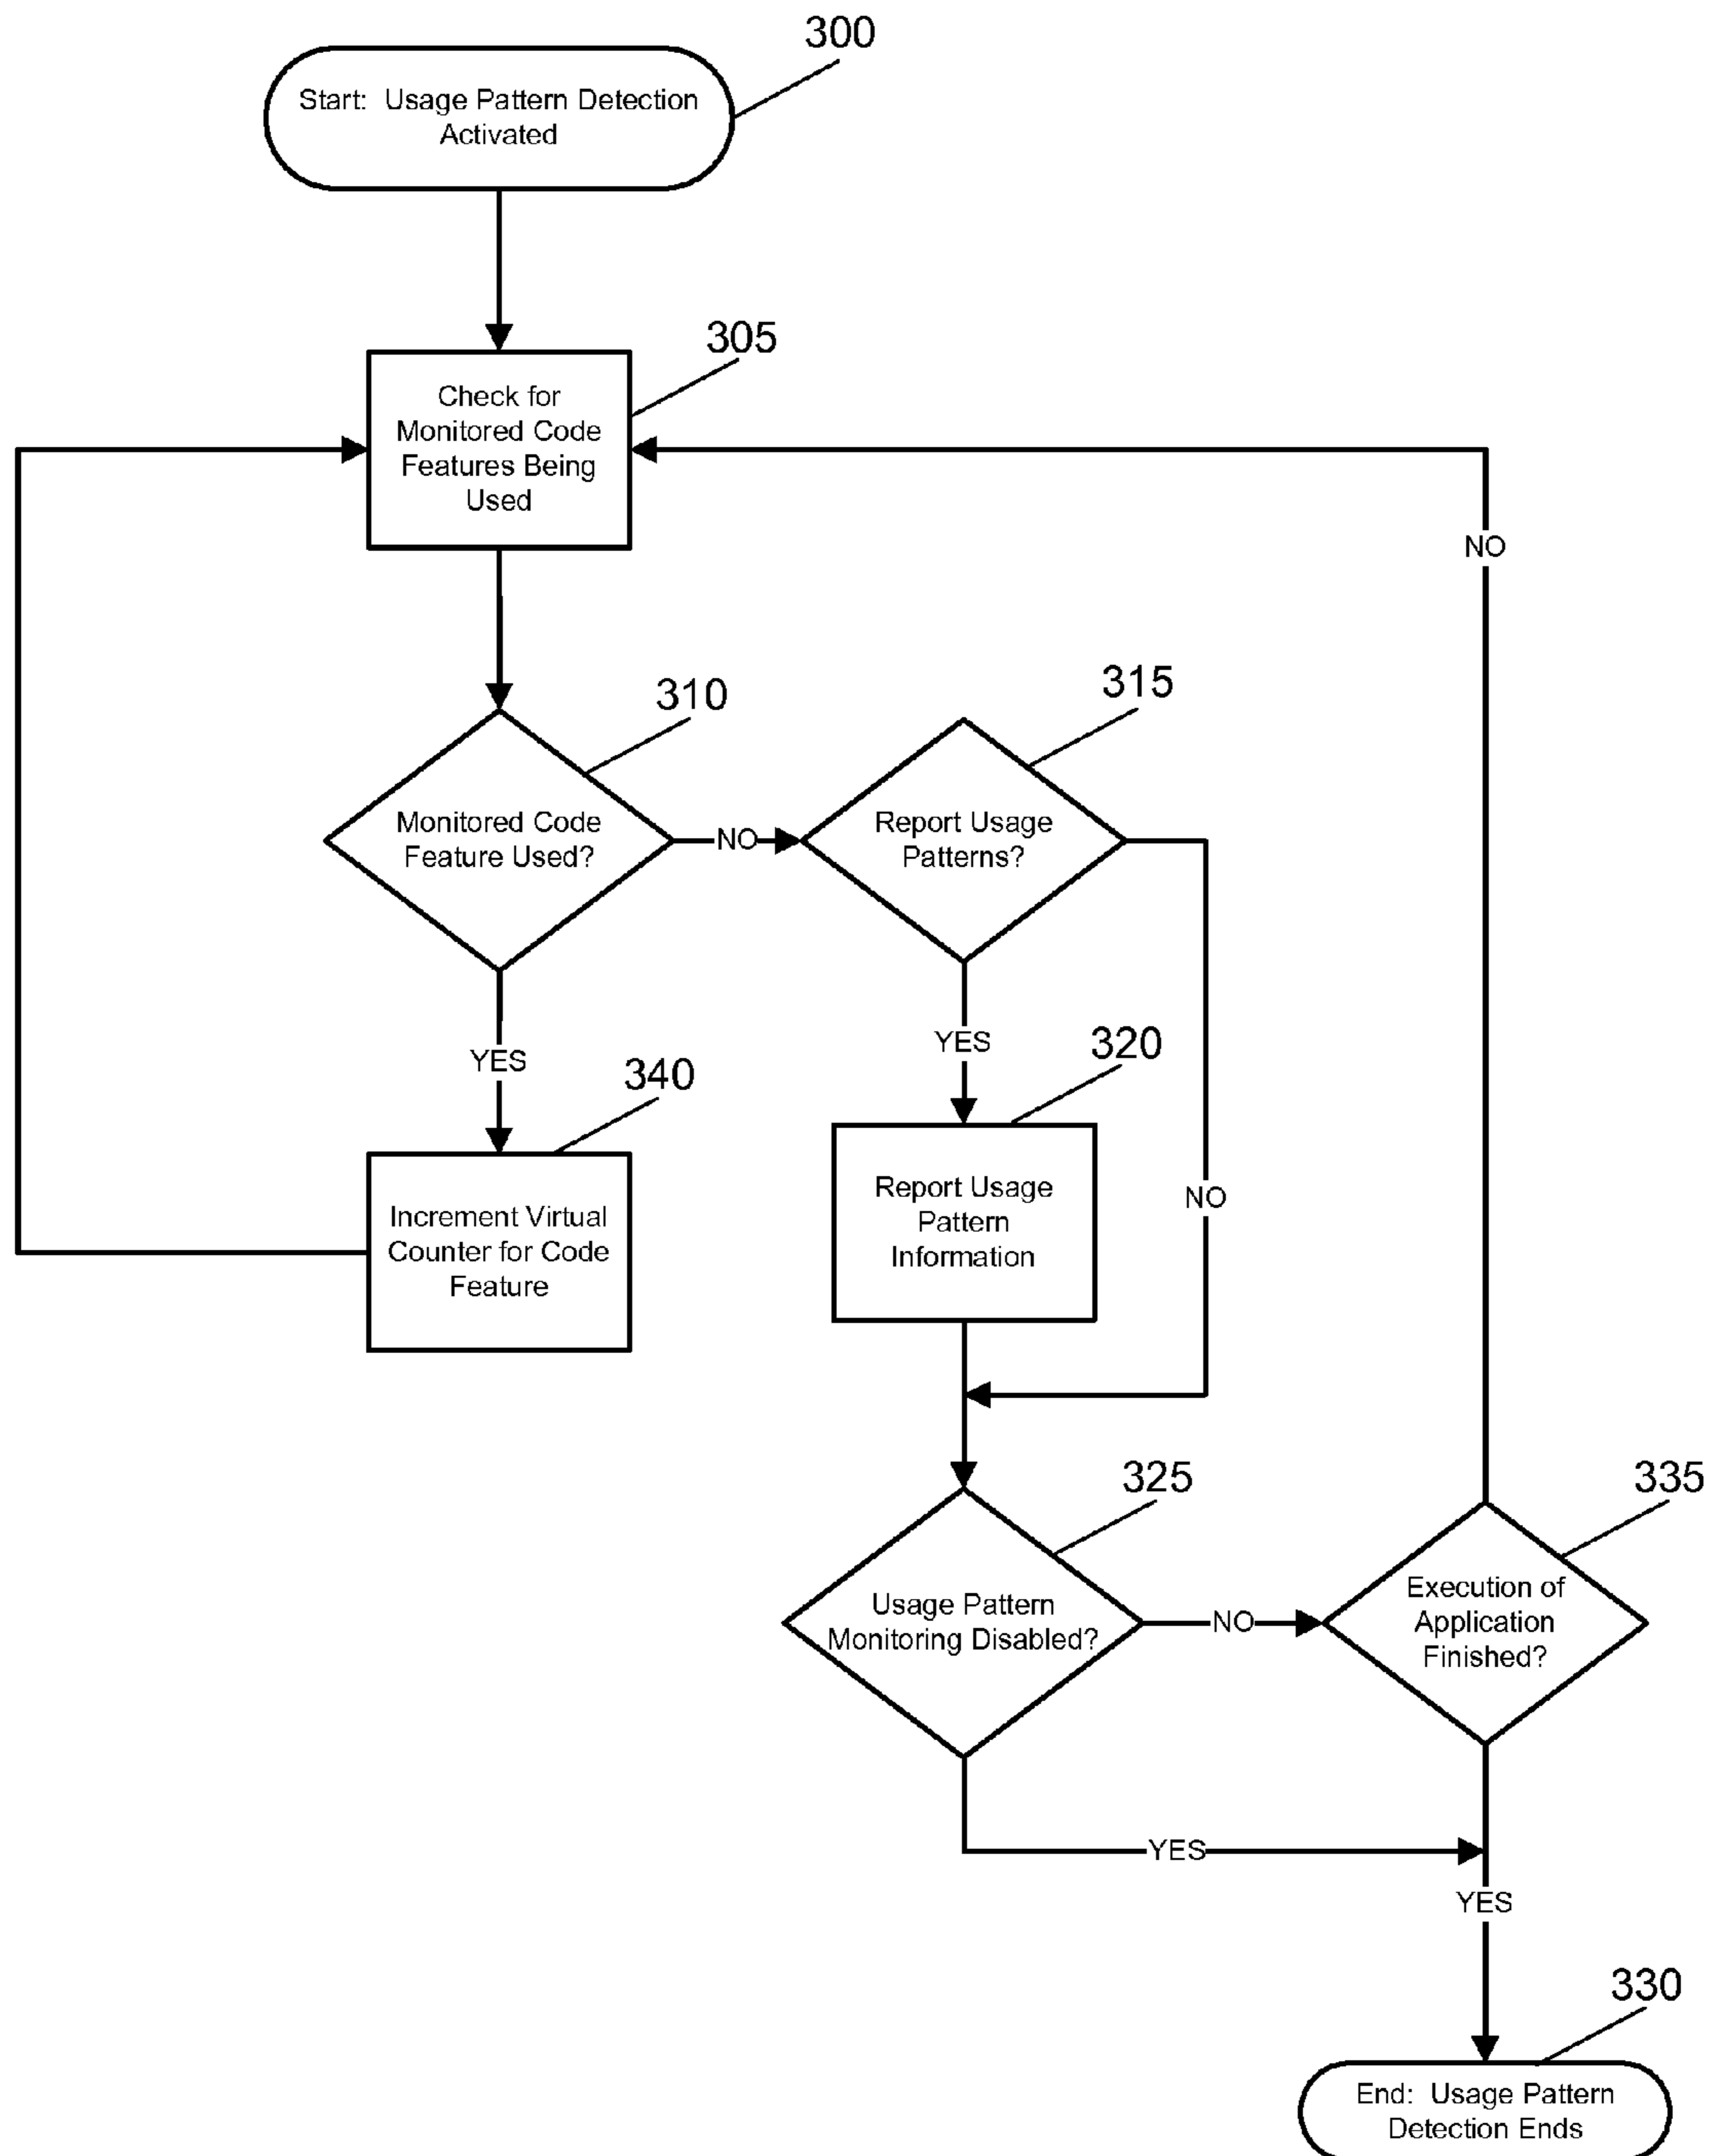 300
Start: Usage Pattern Detection
Activated
305
Check for
Monitored Code
Features Being
Used
NO
310
315
Monitored Code
Feature Used?
NO
Report Usage
Patterns?
YES
YES
320
340
Report Usage
Pattern
Information
NO
Increment Virtual
Counter for Code
Feature
325
335
Usage Pattern
Monitoring Disabled?
NO
Execution of
Application
Finished?
YES
YES
330
End: Usage Pattern
Detection Ends